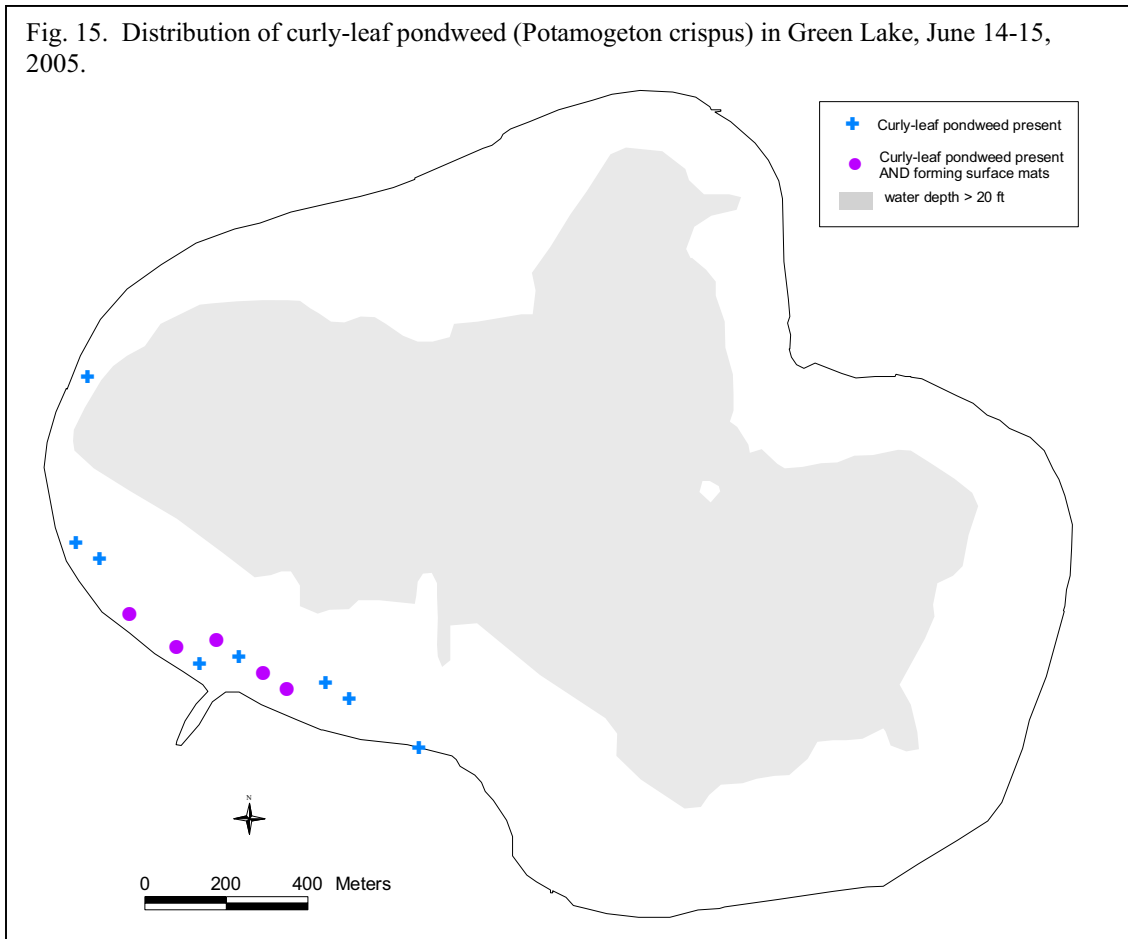 Fig. 15. Distribution of curly-leaf pondweed (Potamogeton crispus) in Green Lake, June 14-15,
2005.
Curly-leaf pondweed present
Curly-leaf pondweed present
AND forming surface mats
water depth > 20 ft
N
0 200 400 Meters